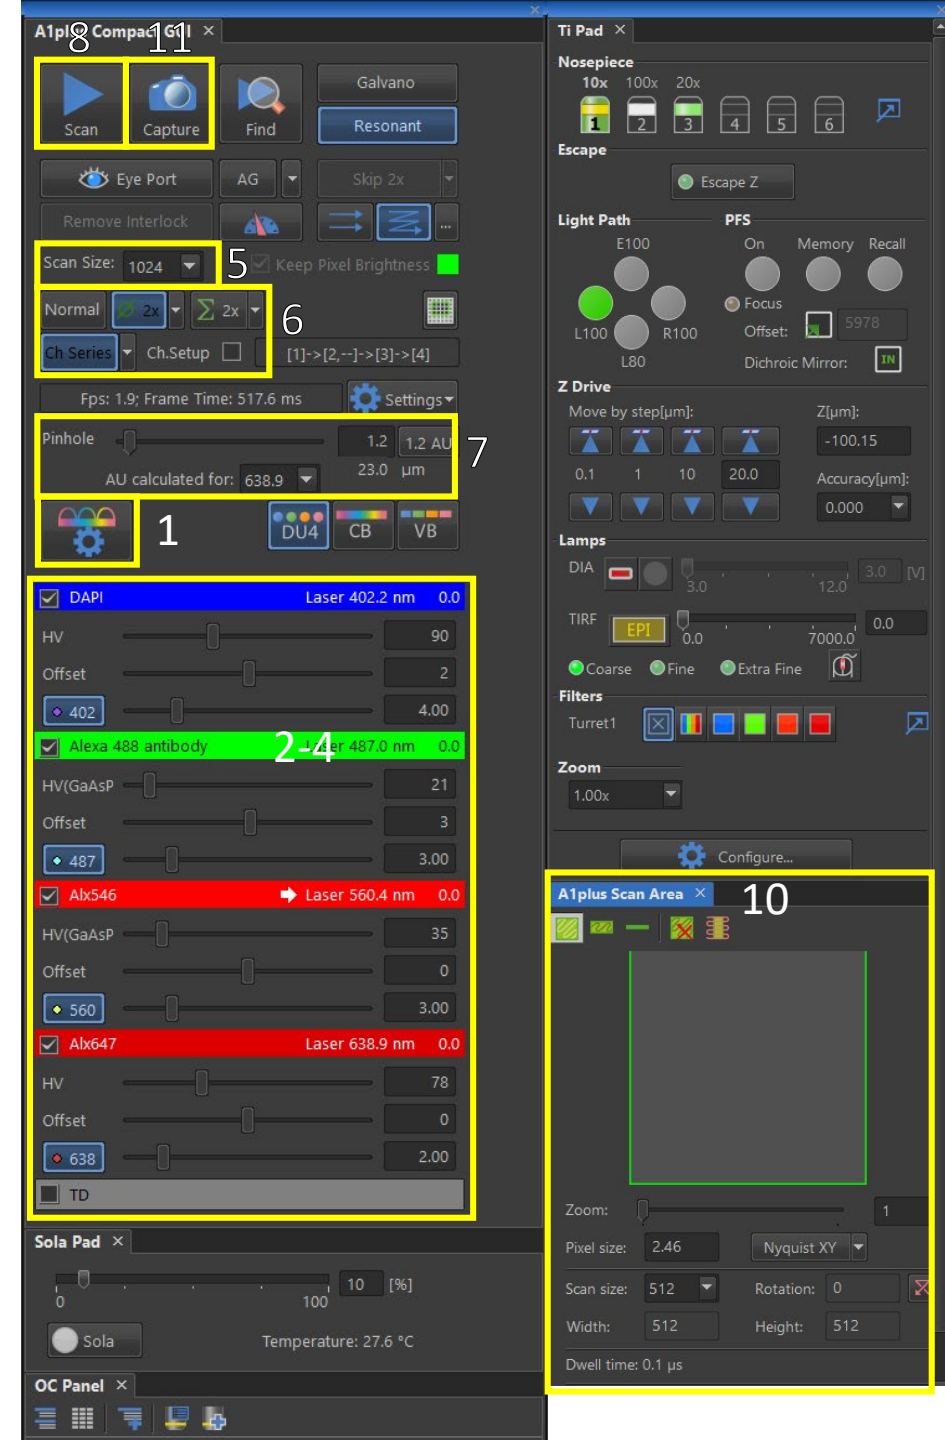 A1plus Compact GUI ×
8 11
Scan Capture Find
Galvano
Resonant
Eye Port AG Skip 2x
Remove Interlock ...
Scan Size: 1024 5 Keep Pixel Brightness
Normal 2x Σ 2x 6
Ch Series Ch.Setup [1]->[2,--]->[3]->[4]
Fps: 1.9; Frame Time: 517.6 ms Settings
Pinhole 1.2 1.2 AU 7
AU calculated for: 638.9 23.0 µm
1 DU4 CB VB
DAPI Laser 402.2 nm 0.0
HV 90
Offset 2
402 4.00
Alexa 488 antibody 2-4 Laser 487.0 nm 0.0
HV(GaAsP 21
Offset 3
487 3.00
Alx546 Laser 560.4 nm 0.0
HV(GaAsP 35
Offset 0
560 3.00
Alx647 Laser 638.9 nm 0.0
HV 78
Offset 0
638 2.00
TD
Sola Pad ×
10 [%]
0 100
Sola Temperature: 27.6 °C
OC Panel ×
Ti Pad ×
Nosepiece
10x 100x 20x
1 2 3 4 5 6
Escape
Escape Z
Light Path PFS
E100 On Memory Recall
Focus
L100 R100 Offset: 5978
L80 Dichroic Mirror: IN
Z Drive
Move by step[µm]: Z[µm]:
-100.15
0.1 1 10 20.0 Accuracy[µm]:
0.000
Lamps
DIA 3.0 12.0 3.0 [V]
TIRF EPI 0.0 7000.0 0.0
Coarse Fine Extra Fine
Filters
Turret1
Zoom
1.00x
Configure...
A1plus Scan Area × 10
Zoom: 1
Pixel size: 2.46 Nyquist XY
Scan size: 512 Rotation: 0
Width: 512 Height: 512
Dwell time: 0.1 µs